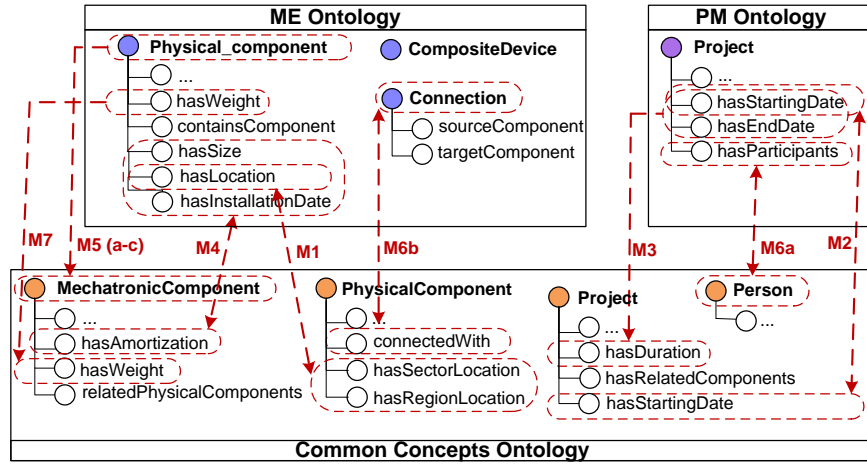 ME Ontology
Physical_component
...
hasWeight
containsComponent
hasSize
hasLocation
hasInstallationDate
CompositeDevice
Connection
sourceComponent
targetComponent
PM Ontology
Project
...
hasStartingDate
hasEndDate
hasParticipants
M7
M5 (a-c)
M4
M1
M6b
M3
M6a
M2
MechatronicComponent
...
hasAmortization
hasWeight
relatedPhysicalComponents
PhysicalComponent
...
connectedWith
hasSectorLocation
hasRegionLocation
Project
...
hasDuration
hasRelatedComponents
hasStartingDate
Person
...
Common Concepts Ontology